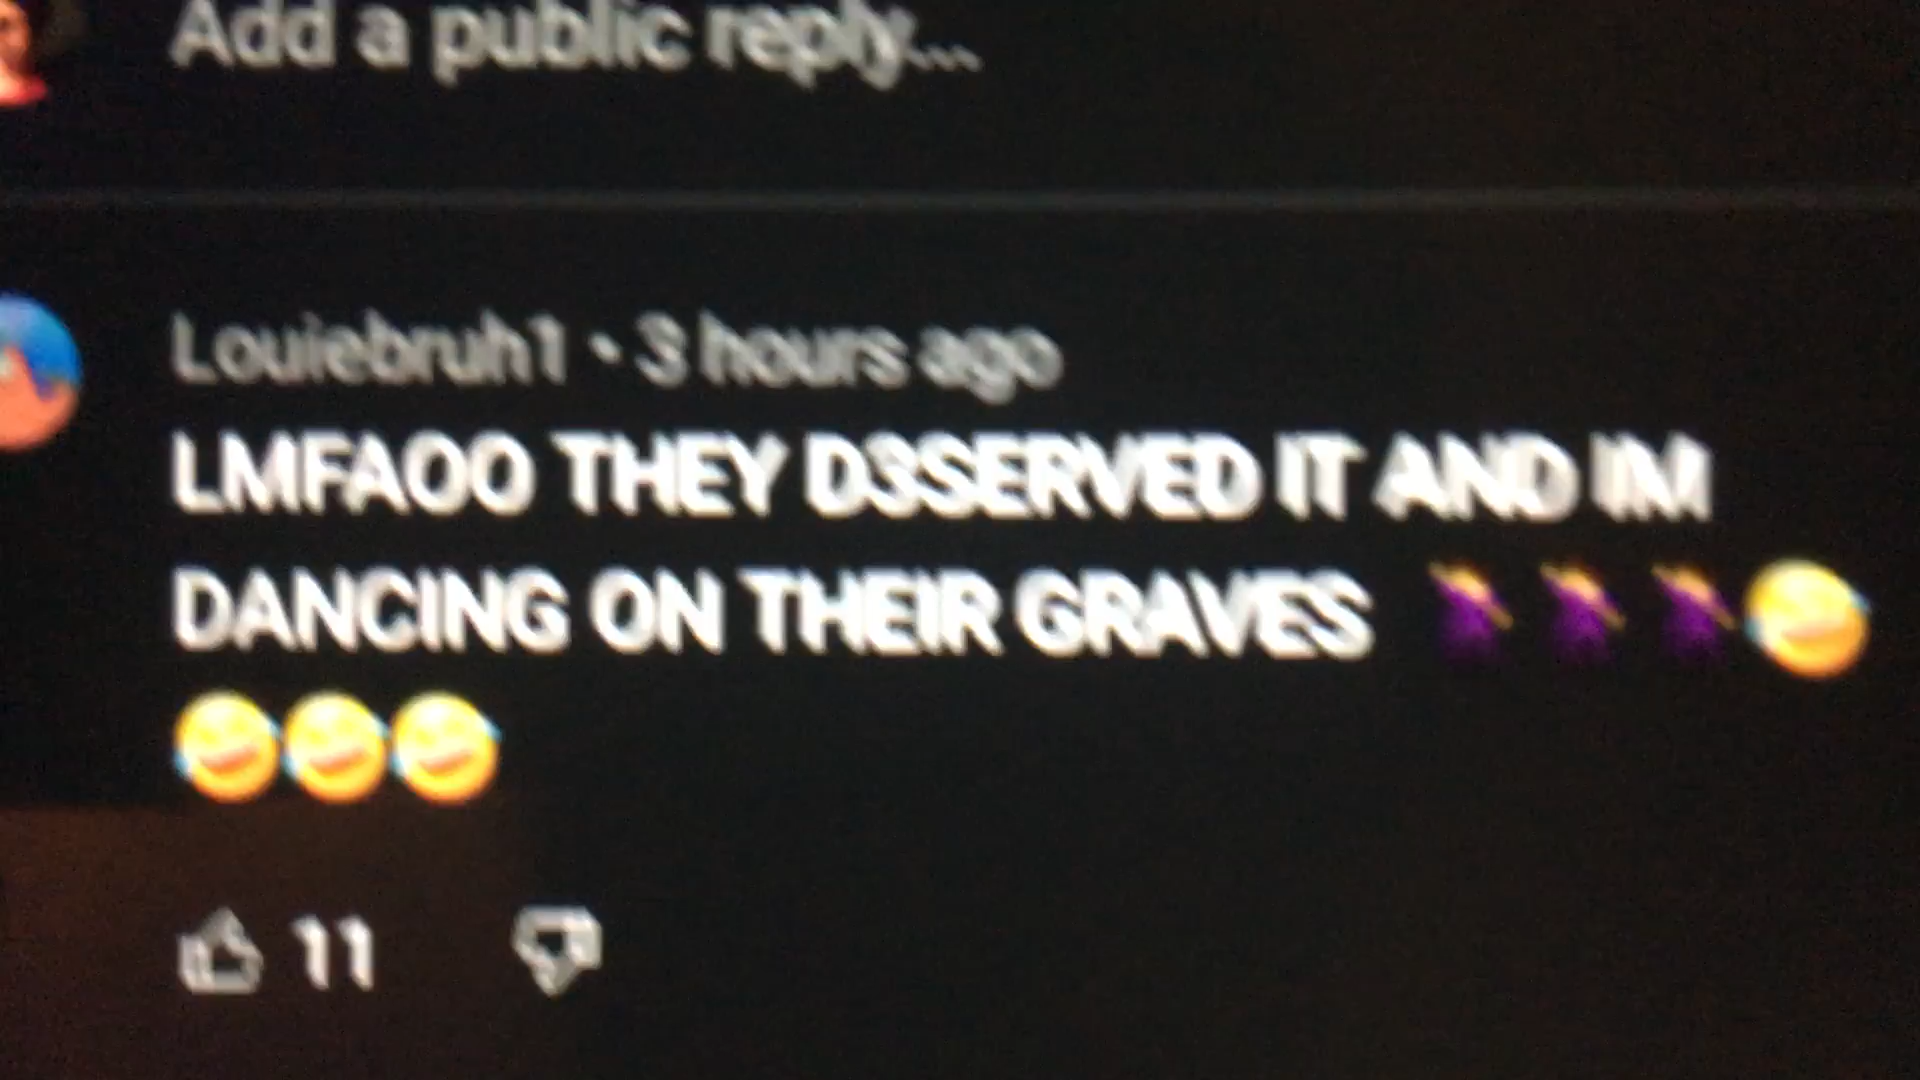 Add a public reply...
Louiebruh1 • 3 hours ago
LMFAOO THEY DSSERVED IT AND IM
DANCING ON THEIR GRAVES 💃💃💃😂
😂😂😂
11